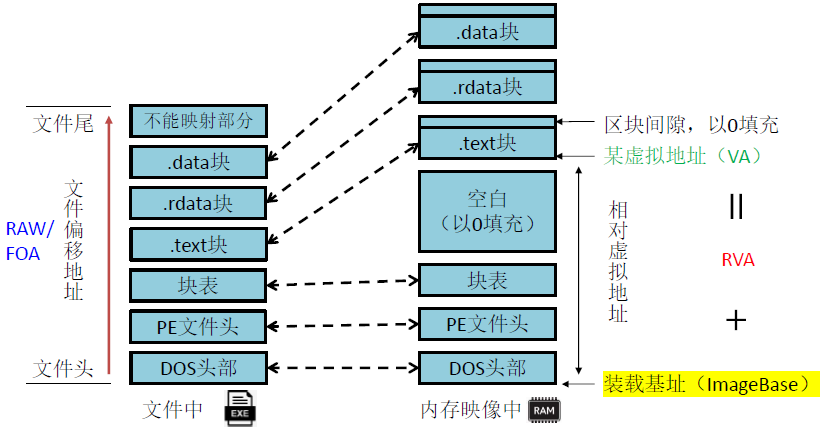 .data块
.rdata块
.text块
空白
（以0填充）
块表
PE文件头
DOS头部
内存映像中
RAM
不能映射部分
.data块
.rdata块
.text块
块表
PE文件头
DOS头部
文件中
EXE
文件尾
文件偏移地址
RAW/
FOA
文件头
区块间隙，以0填充
某虚拟地址（VA）
相对虚拟地址
=
RVA
+
装载基址（ImageBase）